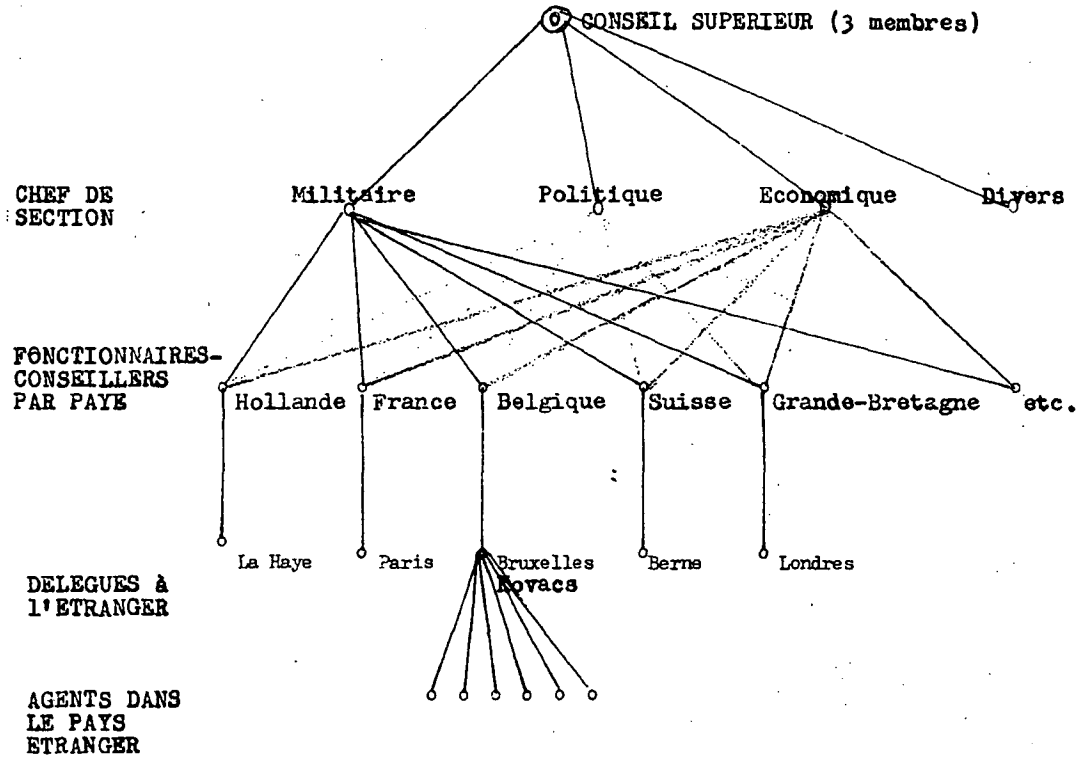 CONSEIL SUPERIEUR (3 membres)
CHEF DE
SECTION
Militaire
Politique
Economique
Divers
FONCTIONNAIRES-
CONSEILLERS
PAR PAYE
Hollande
France
Belgique
Suisse
Grande-Bretagne
etc.
La Haye
Paris
Bruxelles
Kovacs
Berne
Londres
DELEGUES à
l'ETRANGER
AGENTS DANS
LE PAYS
ETRANGER